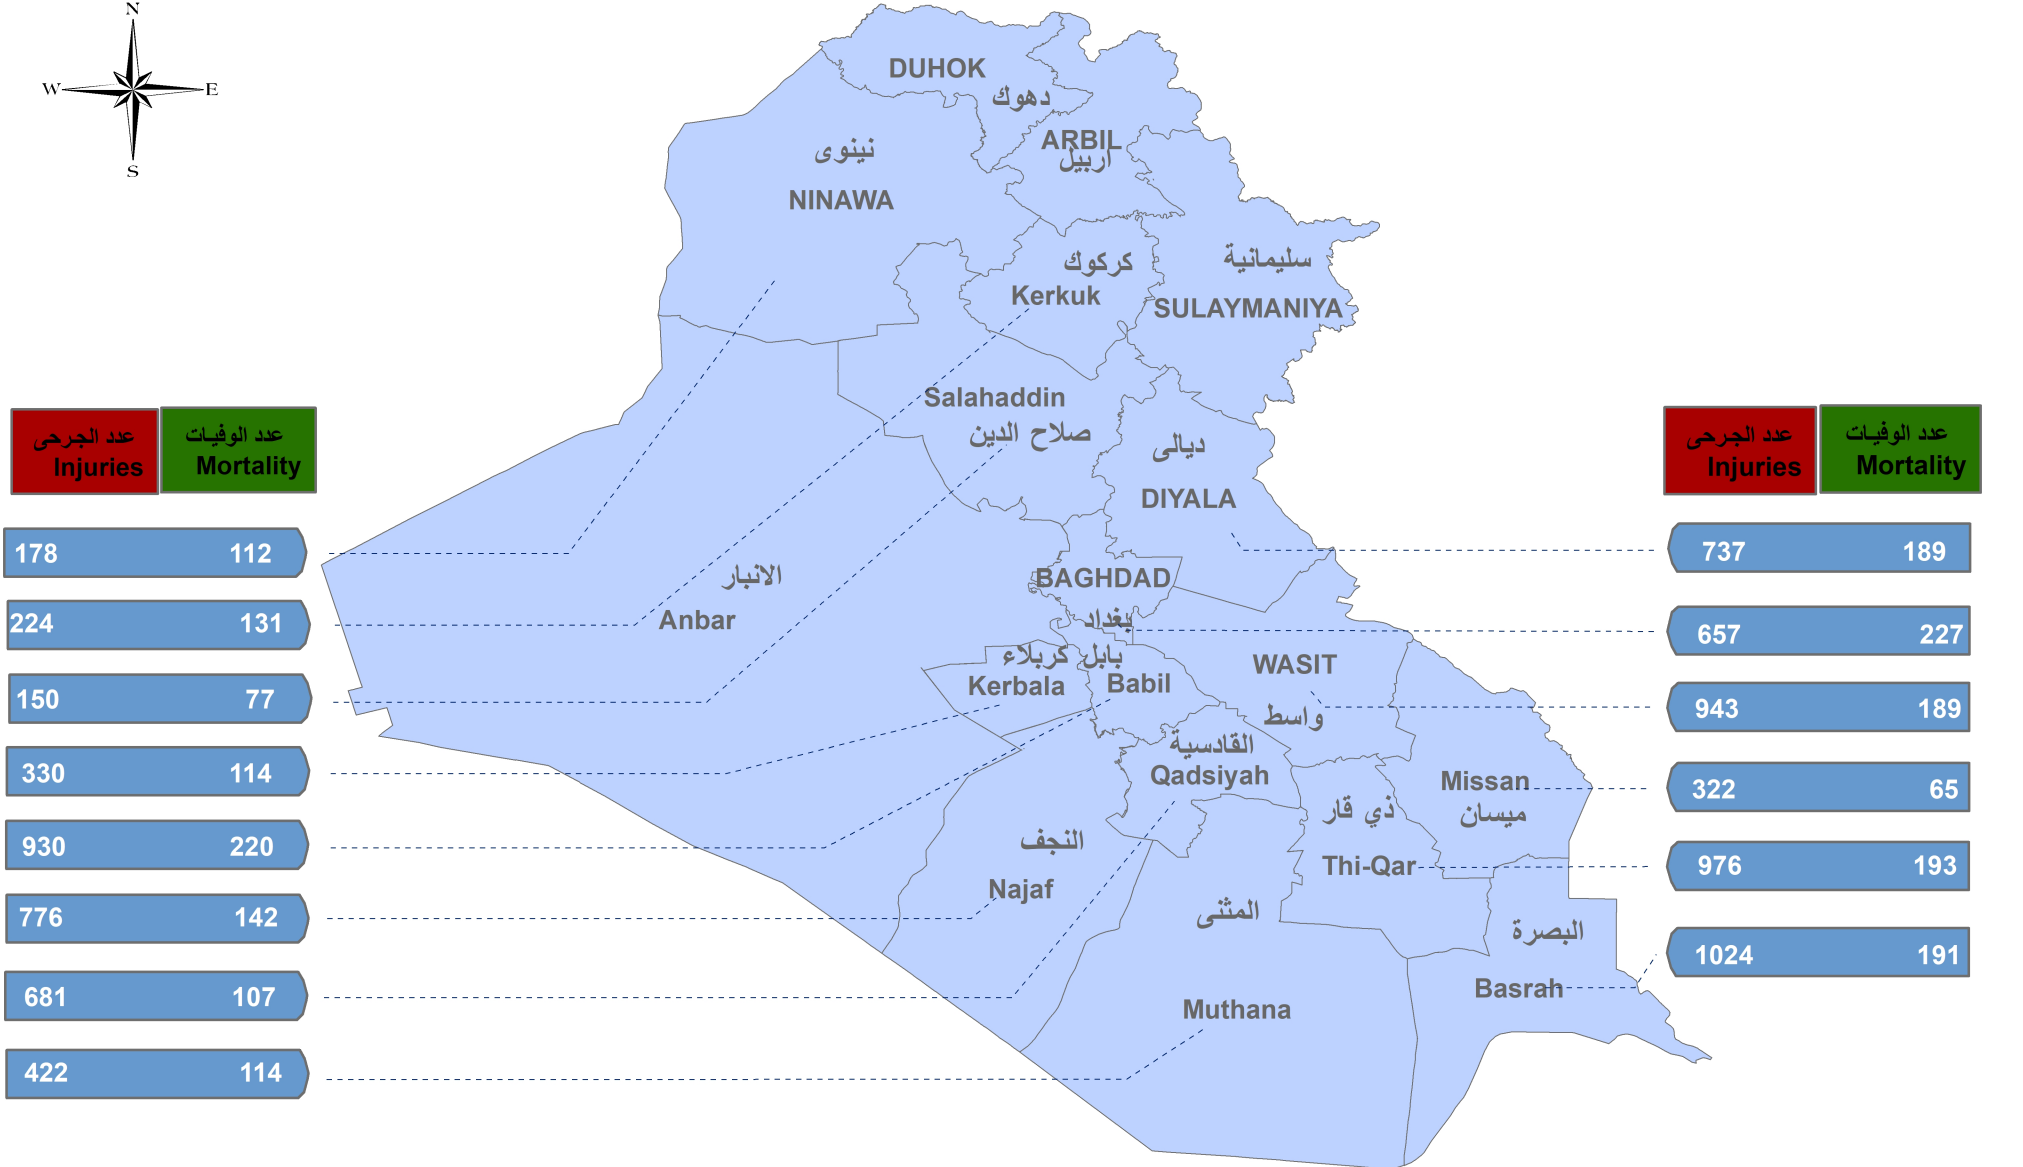 N
W E
S
DUHOK
دهوك
ARBIL
اربيل
نينوى
NINAWA
كركوك
Kerkuk
سليمانية
SULAYMANIYA
Salahaddin
صلاح الدين
ديالى
DIYALA
الانبار
Anbar
BAGHDAD
بغداد
كربلاء
Kerbala
بابل
Babil
WASIT
واسط
القادسية
Qadsiyah
Missan
ميسان
ذي قار
Thi-Qar
النجف
Najaf
المثنى
Muthana
البصرة
Basrah
عدد الجرحى عدد الوفيات
Injuries Mortality
178 112
224 131
150 77
330 114
930 220
776 142
681 107
422 114
عدد الجرحى عدد الوفيات
Injuries Mortality
737 189
657 227
943 189
322 65
976 193
1024 191